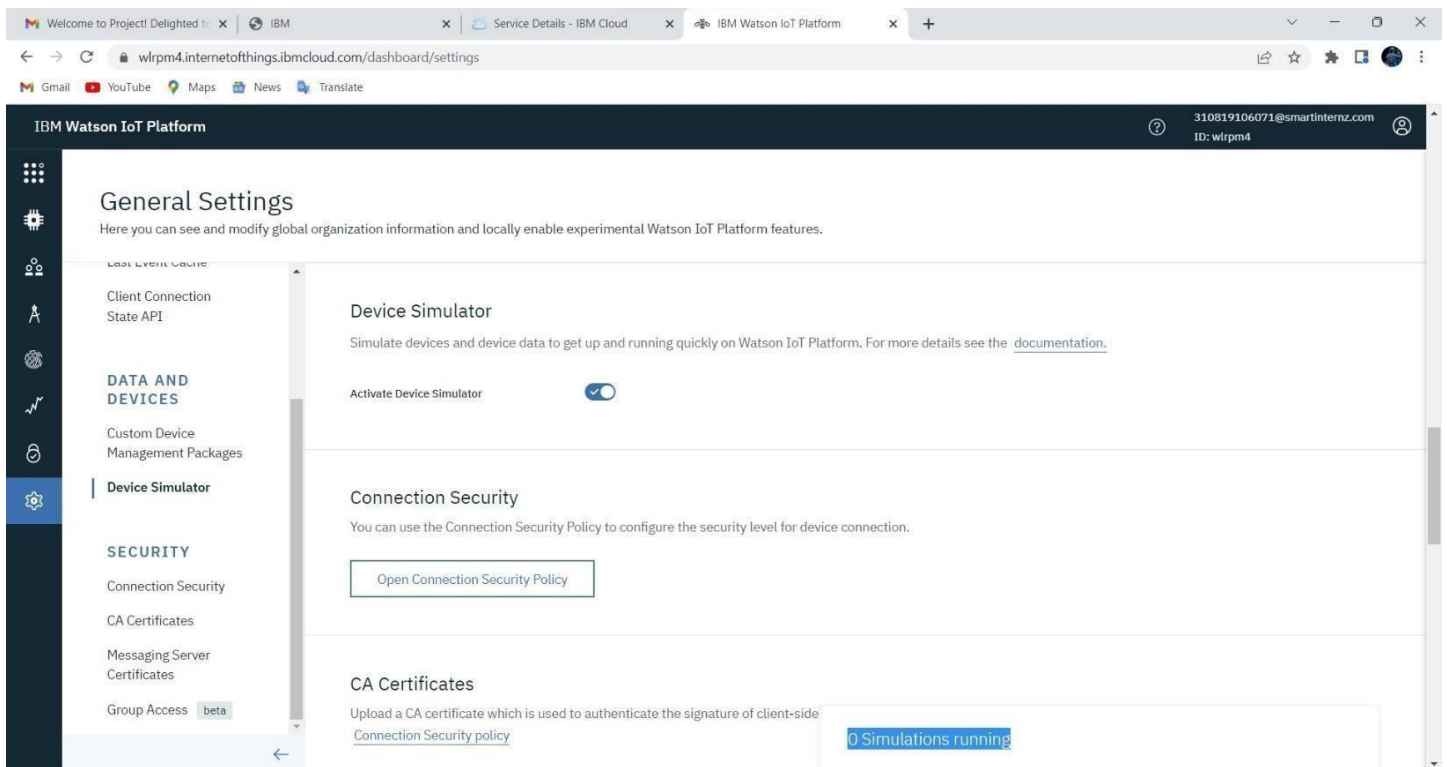 Welcome to Project! Delighted to
IBM
Service Details - IBM Cloud
IBM Watson IoT Platform
wlrpm4.internetofthings.ibmcloud.com/dashboard/settings
Gmail
YouTube
Maps
News
Translate
IBM Watson IoT Platform
310819106071@smartinternz.com
ID: wlrpm4
General Settings
Here you can see and modify global organization information and locally enable experimental Watson IoT Platform features.
Last Event Cache
Client Connection
State API
DATA AND
DEVICES
Custom Device
Management Packages
Device Simulator
SECURITY
Connection Security
CA Certificates
Messaging Server
Certificates
Group Access beta
Device Simulator
Simulate devices and device data to get up and running quickly on Watson IoT Platform. For more details see the documentation.
Activate Device Simulator
Connection Security
You can use the Connection Security Policy to configure the security level for device connection.
Open Connection Security Policy
CA Certificates
Upload a CA certificate which is used to authenticate the signature of client-side
Connection Security policy
0 Simulations running